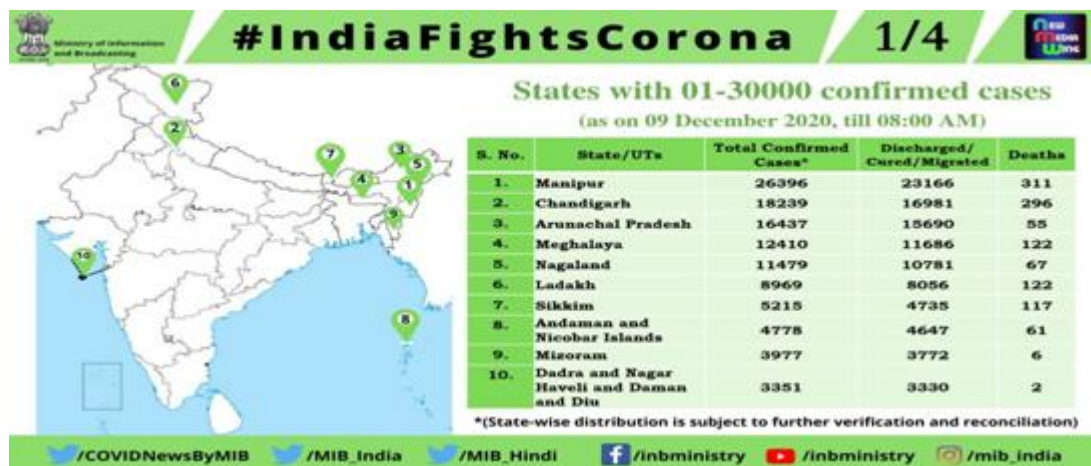 Ministry of Information
and Broadcasting
#IndiaFightsCorona
1/4
New
Media
Wing
States with 01-30000 confirmed cases
(as on 09 December 2020, till 08:00 AM)
S. No. State/UTs Total Confirmed Cases* Discharged/Cured/Migrated Deaths
1. Manipur 26396 23166 311
2. Chandigarh 18239 16981 296
3. Arunachal Pradesh 16437 15690 55
4. Meghalaya 12410 11686 122
5. Nagaland 11479 10781 67
6. Ladakh 8969 8056 122
7. Sikkim 5215 4735 117
8. Andaman and Nicobar Islands 4778 4647 61
9. Mizoram 3977 3772 6
10. Dadra and Nagar Haveli and Daman and Diu 3351 3330 2
*(State-wise distribution is subject to further verification and reconciliation)
6
2
7
3
5
4
1
9
10
8
/COVIDNewsByMIB /MIB_India /MIB_Hindi /inbministry /inbministry /mib_india